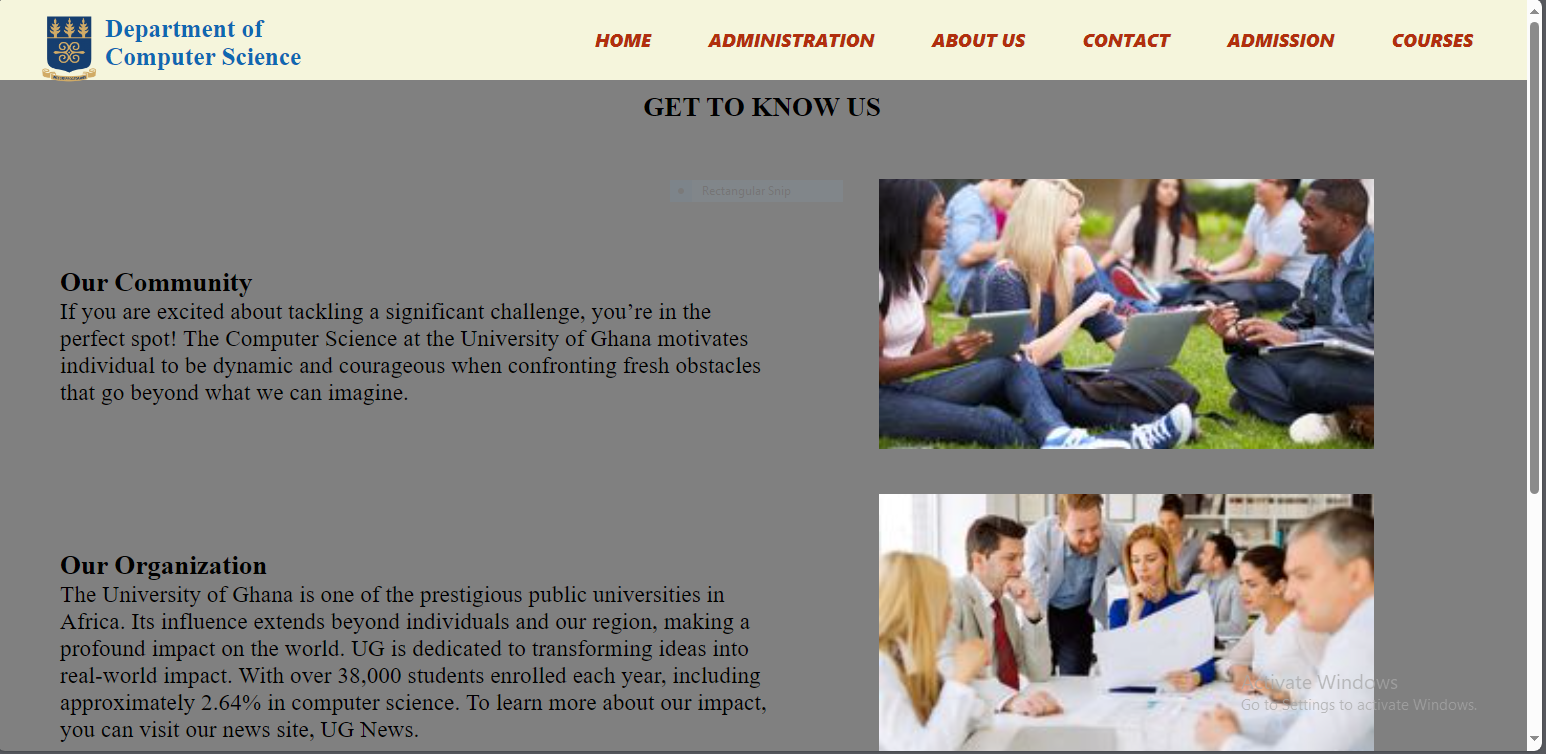 Department of
Computer Science
HOME ADMINISTRATION ABOUT US CONTACT ADMISSION COURSES
GET TO KNOW US
Rectangular Snip
Our Community
If you are excited about tackling a significant challenge, you’re in the
perfect spot! The Computer Science at the University of Ghana motivates
individual to be dynamic and courageous when confronting fresh obstacles
that go beyond what we can imagine.
Our Organization
The University of Ghana is one of the prestigious public universities in
Africa. Its influence extends beyond individuals and our region, making a
profound impact on the world. UG is dedicated to transforming ideas into
real-world impact. With over 38,000 students enrolled each year, including
approximately 2.64% in computer science. To learn more about our impact,
you can visit our news site, UG News.
Activate Windows
Go to Settings to activate Windows.